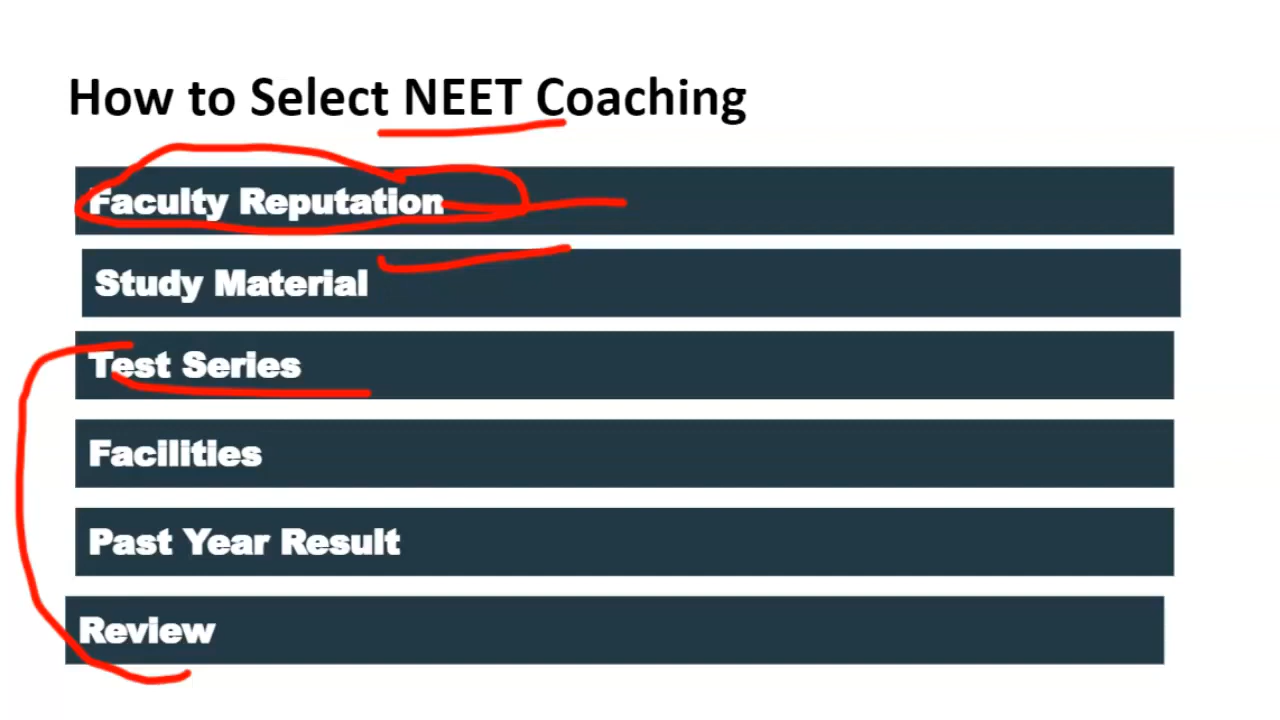 How to Select NEET Coaching
Faculty Reputation
Study Material
Test Series
Facilities
Past Year Result
Review